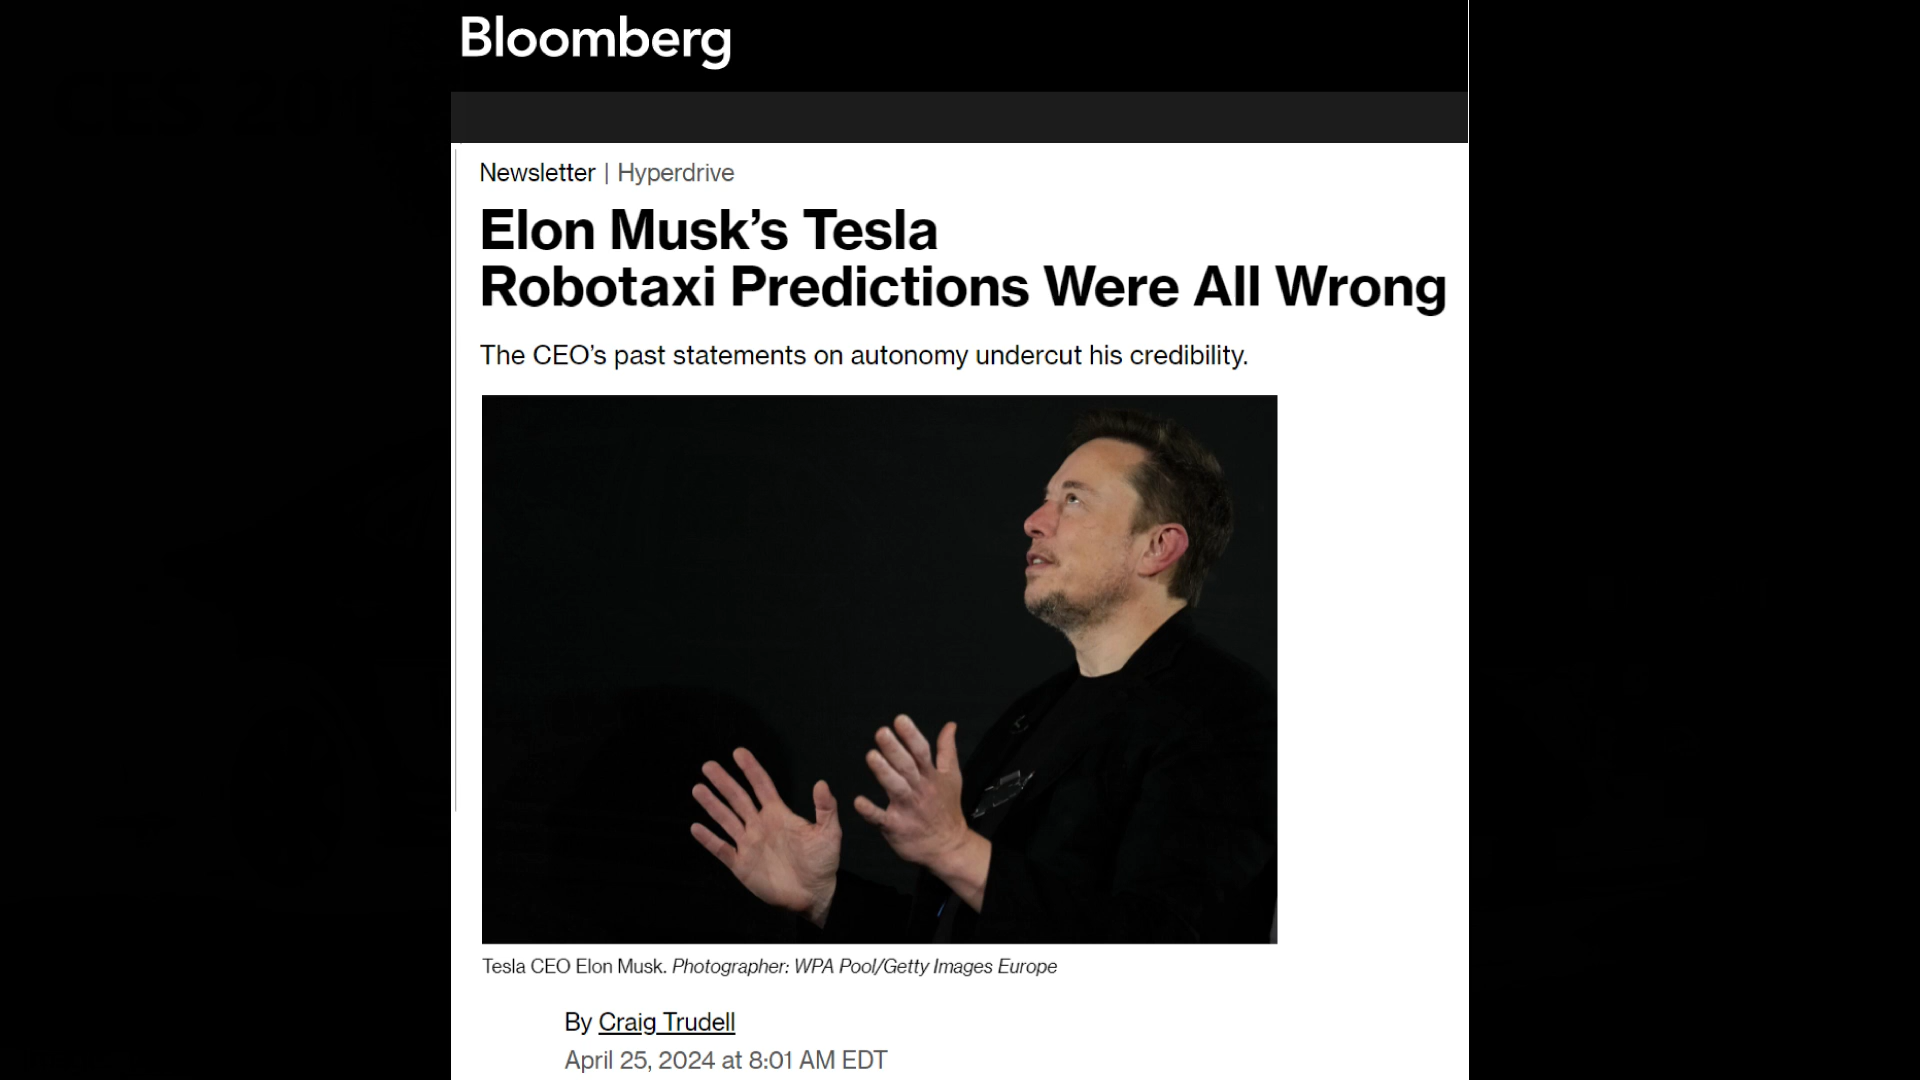 Bloomberg
Newsletter | Hyperdrive
Elon Musk’s Tesla
Robotaxi Predictions Were All Wrong
The CEO’s past statements on autonomy undercut his credibility.
Tesla CEO Elon Musk. Photographer: WPA Pool/Getty Images Europe
By Craig Trudell
April 25, 2024 at 8:01 AM EDT